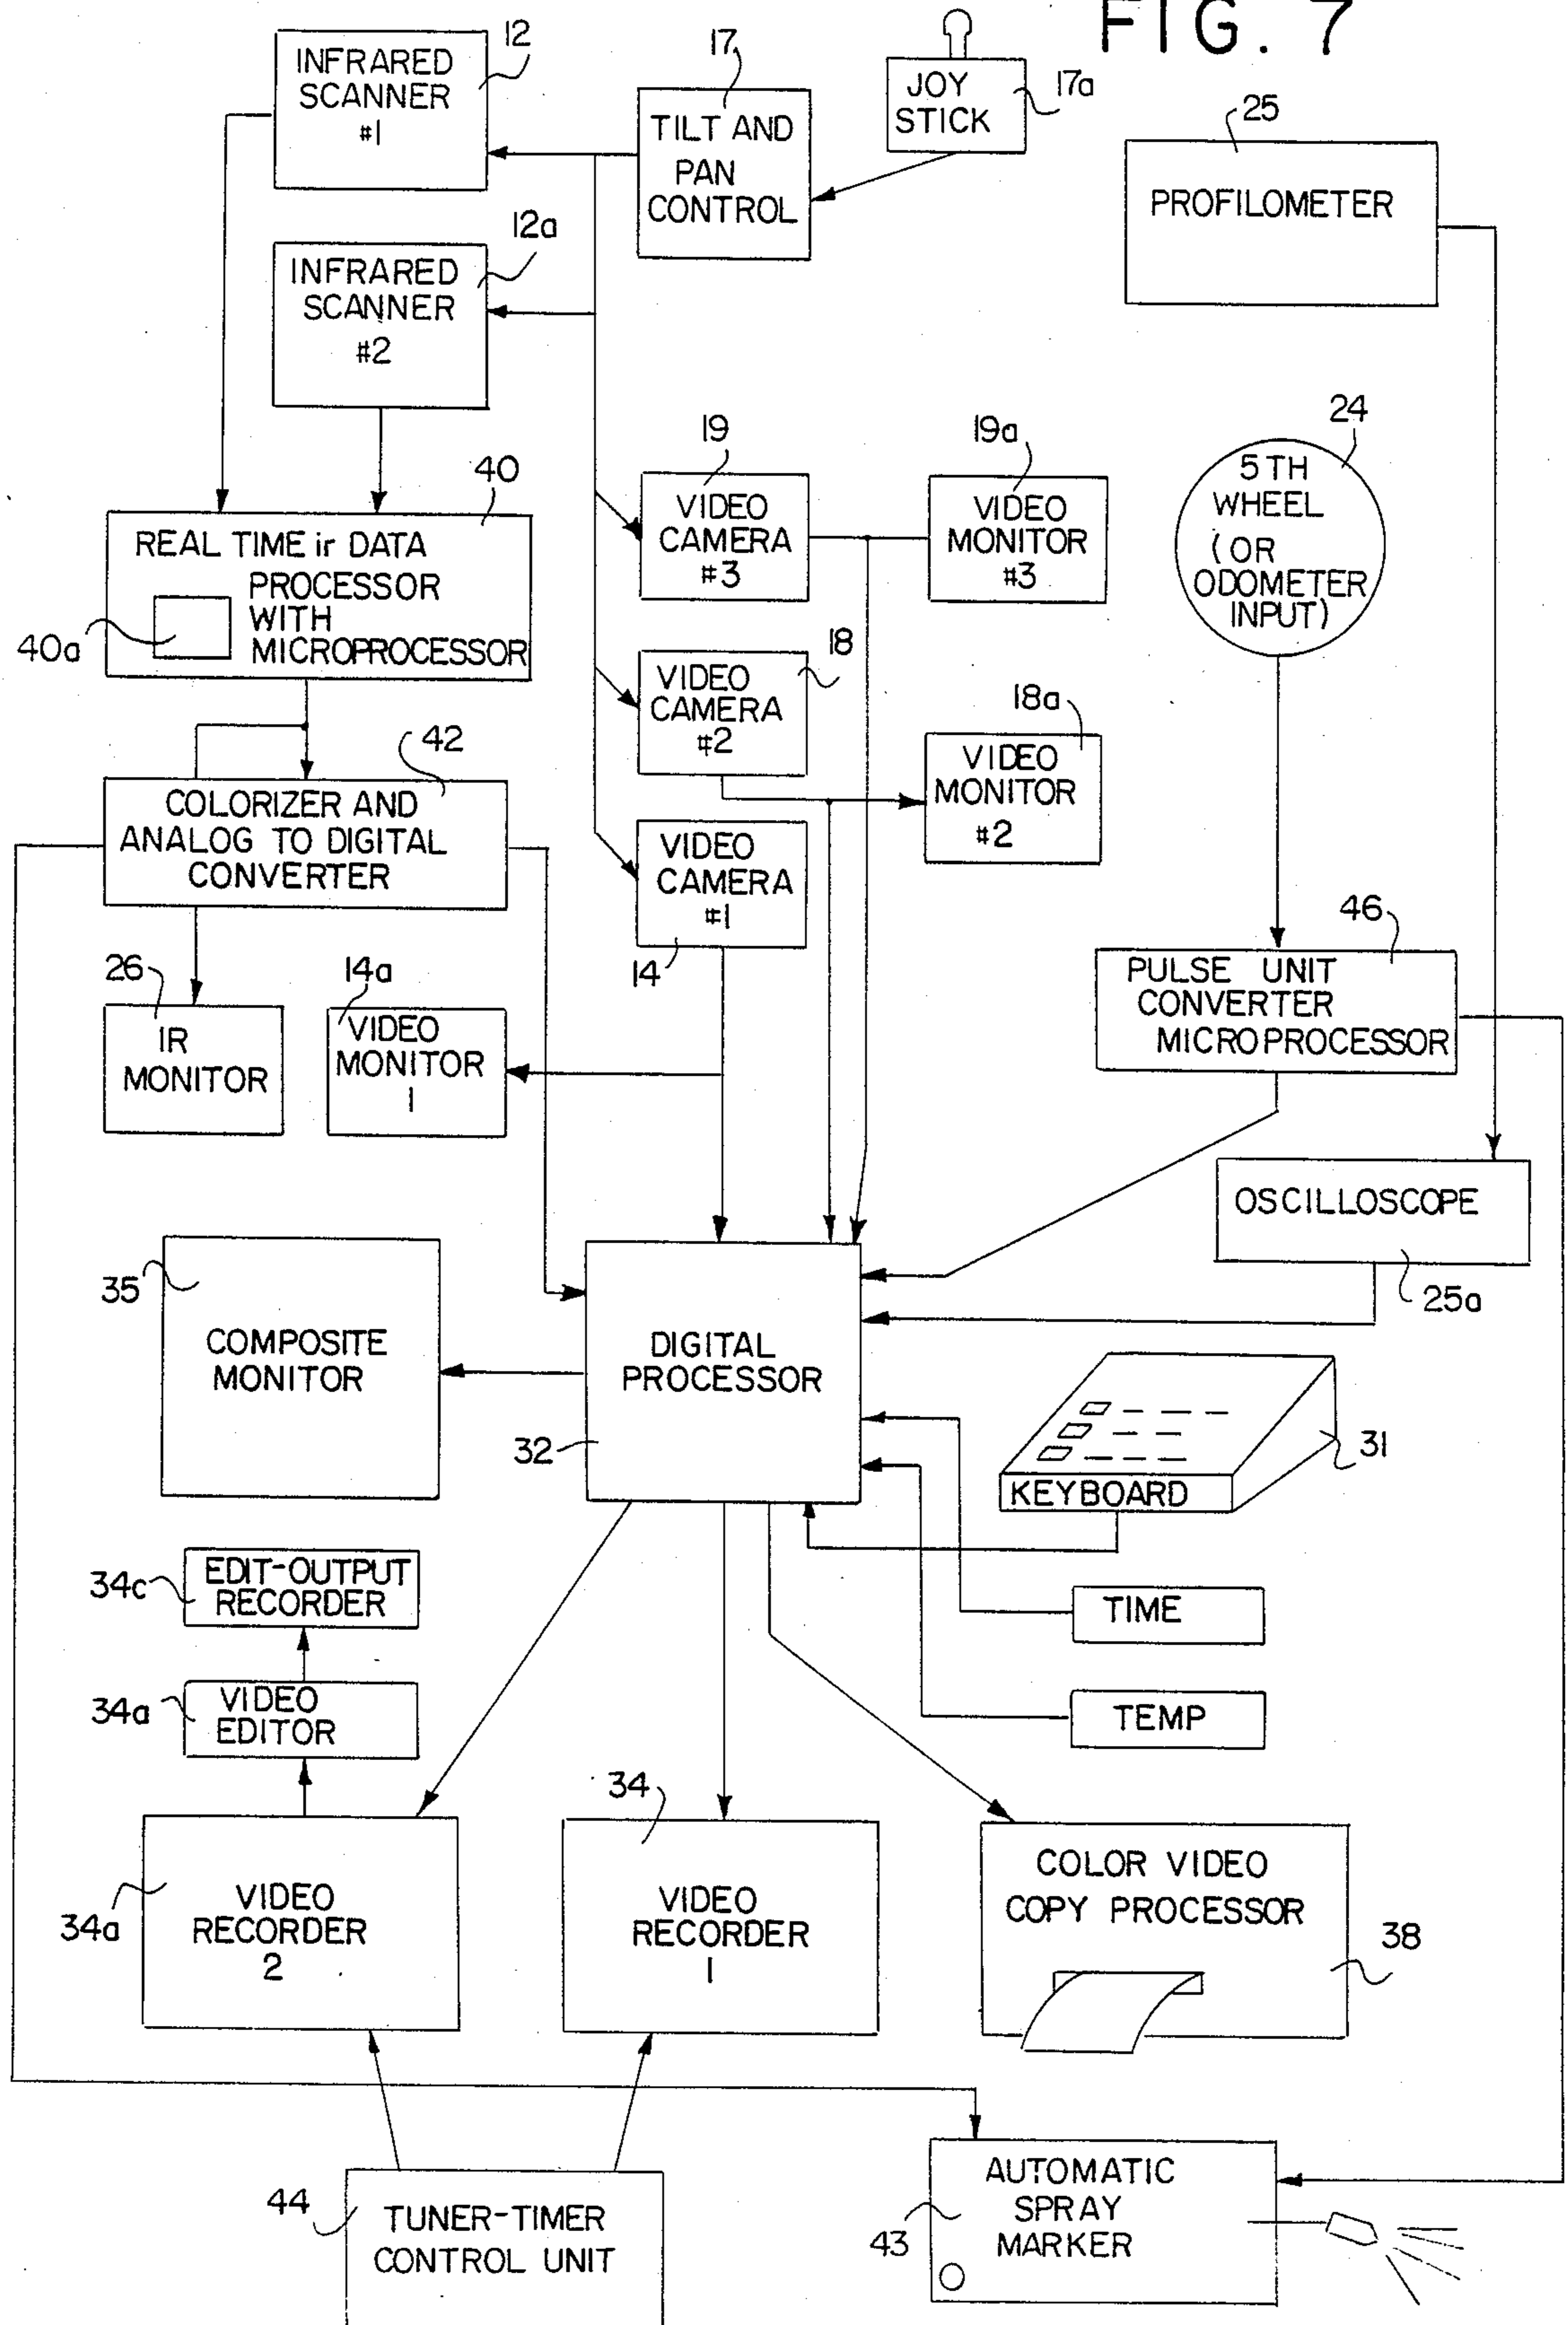 FIG. 7
12
INFRARED
SCANNER
#1
17
TILT AND
PAN
CONTROL
JOY
STICK
17a
25
PROFILOMETER
12a
INFRARED
SCANNER
#2
40
REAL TIME ir DATA
PROCESSOR
WITH
MICROPROCESSOR
40a
19
VIDEO
CAMERA
#3
19a
VIDEO
MONITOR
#3
24
5TH
WHEEL
(OR
ODOMETER
INPUT)
18
VIDEO
CAMERA
#2
18a
VIDEO
MONITOR
#2
42
COLORIZER AND
ANALOG TO DIGITAL
CONVERTER
VIDEO
CAMERA
#1
14
46
PULSE UNIT
CONVERTER
MICROPROCESSOR
26
IR
MONITOR
14a
VIDEO
MONITOR
1
OSCILLOSCOPE
25a
35
COMPOSITE
MONITOR
DIGITAL
PROCESSOR
32
31
KEYBOARD
34c
EDIT-OUTPUT
RECORDER
TIME
34a
VIDEO
EDITOR
TEMP
34a
VIDEO
RECORDER
2
34
VIDEO
RECORDER
1
COLOR VIDEO
COPY PROCESSOR
38
44
TUNER-TIMER
CONTROL UNIT
43
AUTOMATIC
SPRAY
MARKER